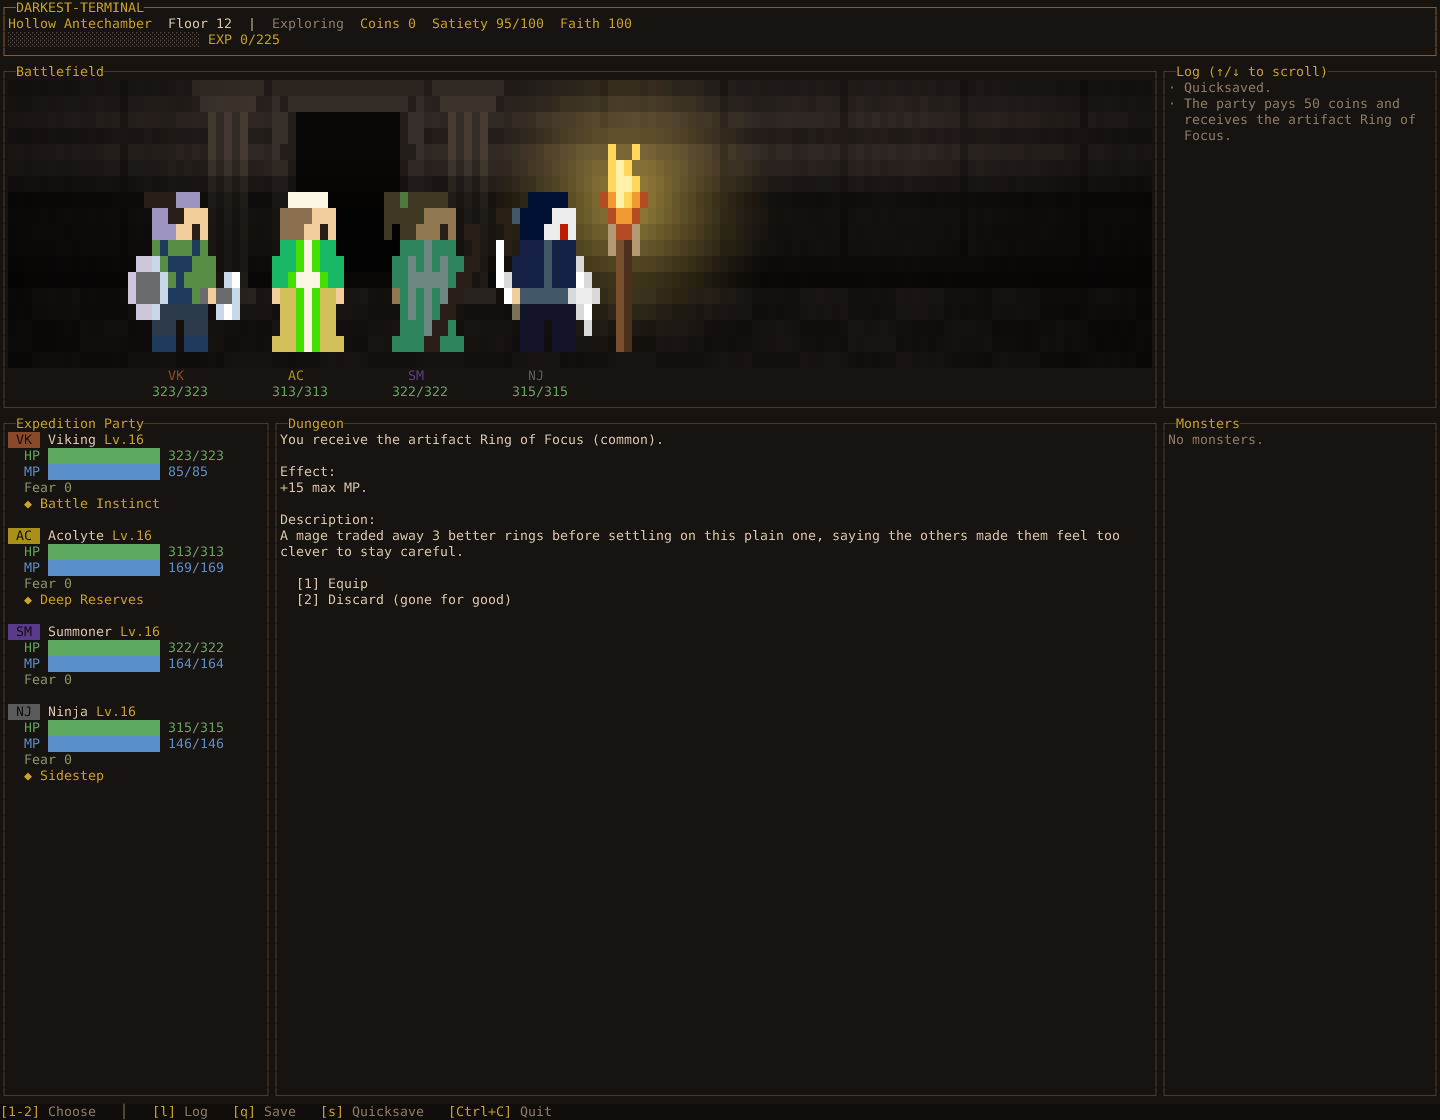 DARKEST-TERMINAL
Hollow Antechamber  Floor 12  |  Exploring  Coins 0  Satiety 95/100  Faith 100
EXP 0/225
Battlefield
VK AC SM NJ
323/323 313/313 322/322 315/315
Log (↑/↓ to scroll)
· Quicksaved.
· The party pays 50 coins and
receives the artifact Ring of
Focus.
Expedition Party
VK Viking Lv.16
HP 323/323
MP 85/85
Fear 0
◆ Battle Instinct
AC Acolyte Lv.16
HP 313/313
MP 169/169
Fear 0
◆ Deep Reserves
SM Summoner Lv.16
HP 322/322
MP 164/164
Fear 0
NJ Ninja Lv.16
HP 315/315
MP 146/146
Fear 0
◆ Sidestep
Dungeon
You receive the artifact Ring of Focus (common).
Effect:
+15 max MP.
Description:
A mage traded away 3 better rings before settling on this plain one, saying the others made them feel too
clever to stay careful.
[1] Equip
[2] Discard (gone for good)
Monsters
No monsters.
[1-2] Choose │ [l] Log [q] Save [s] Quicksave [Ctrl+C] Quit